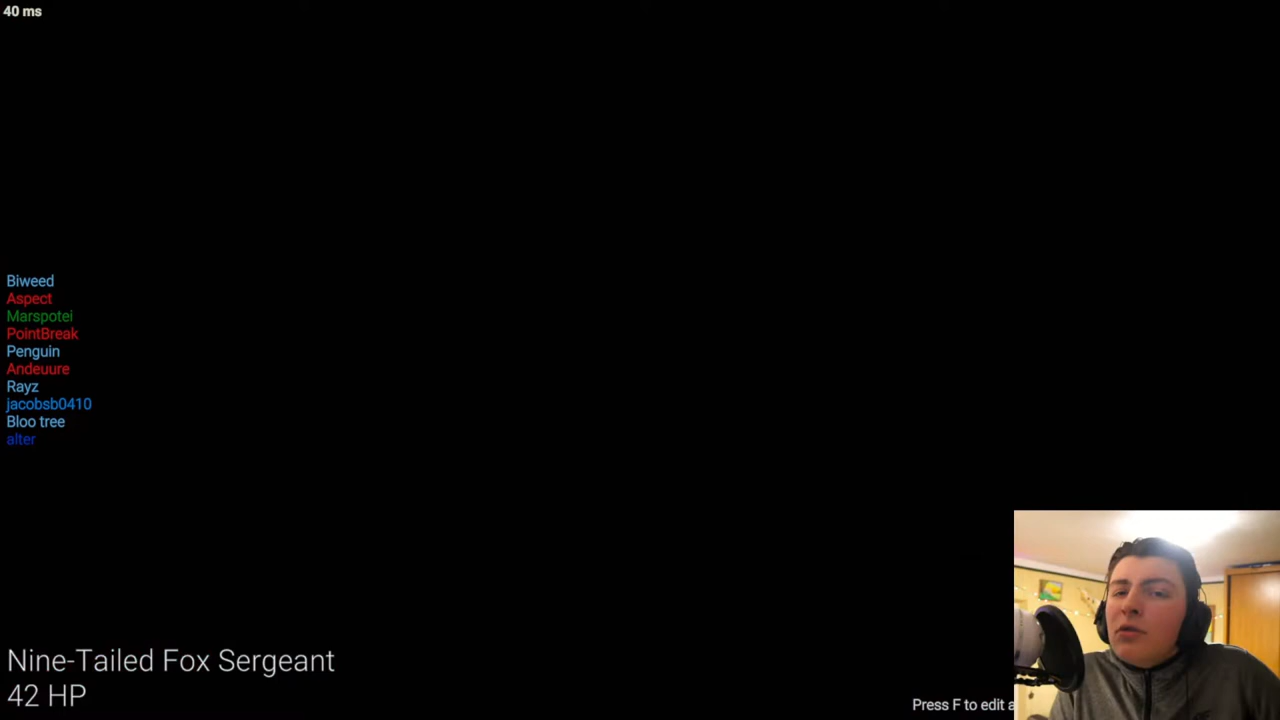 40 ms
Biweed
Aspect
Marspotei
PointBreak
Penguin
Andeuure
Rayz
jacobsb0410
Bloo tree
alter
Nine-Tailed Fox Sergeant
42 HP
Press F to edit a